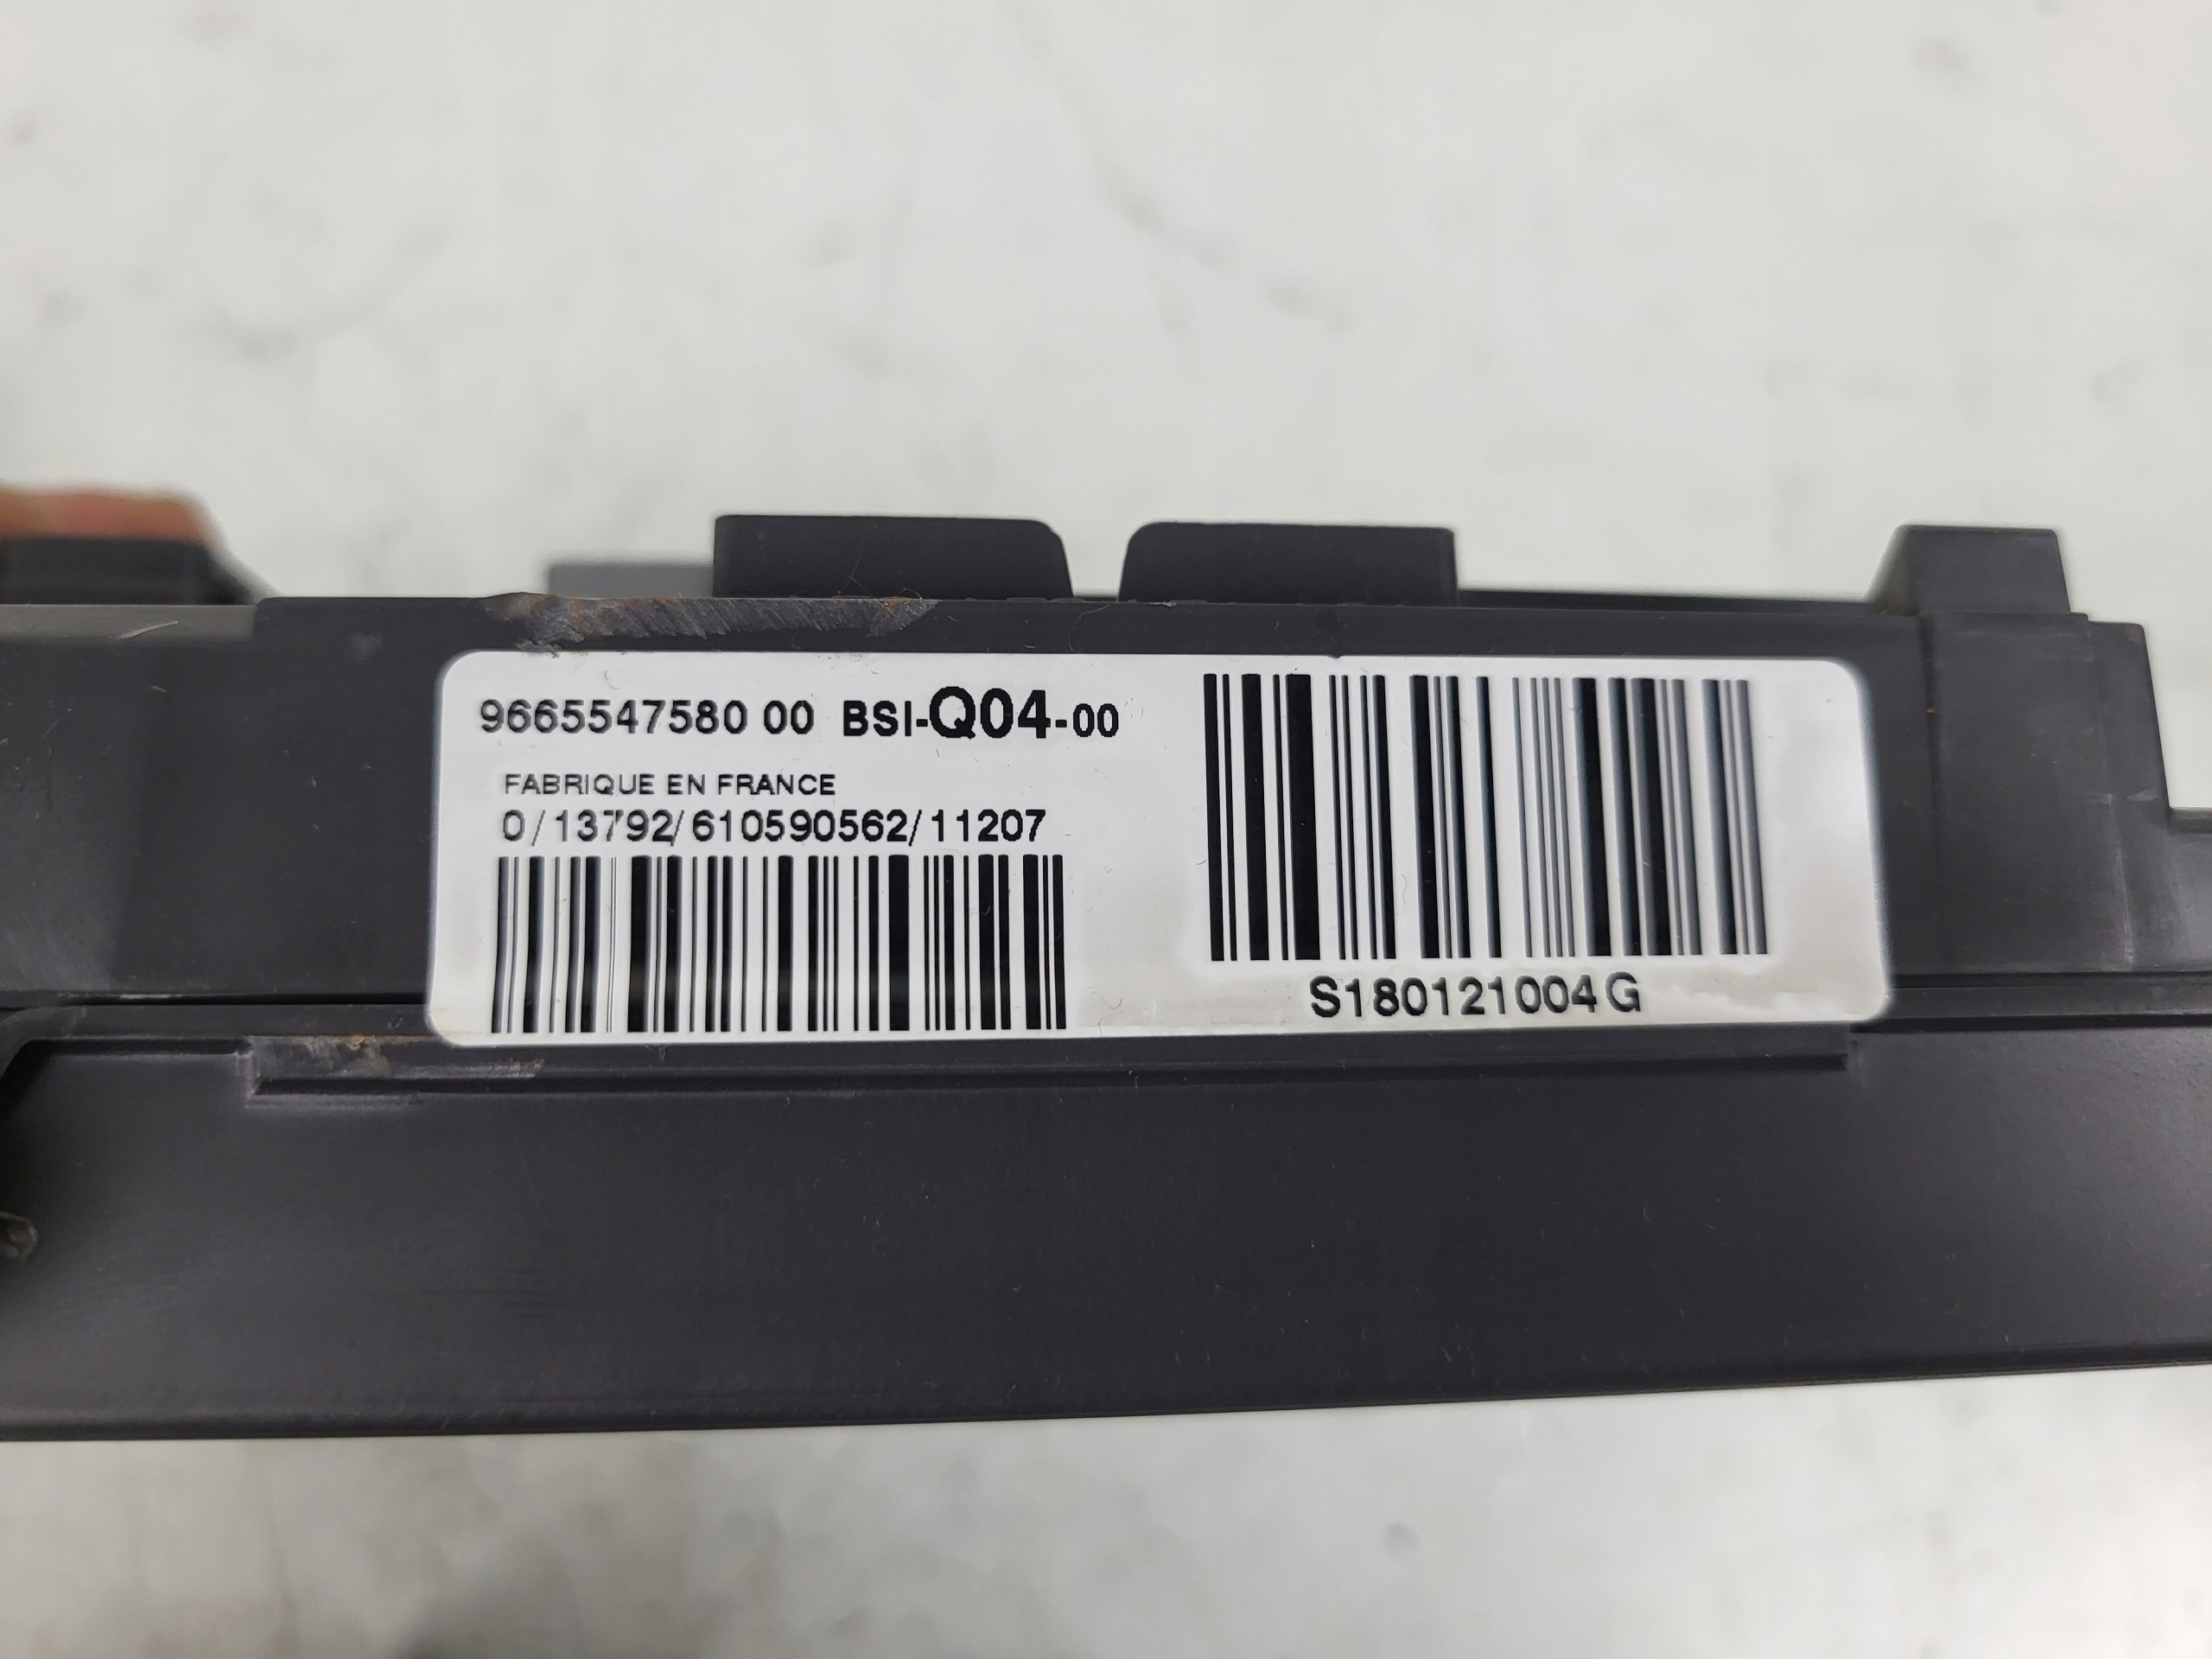 9665547580 00 BSI-Q04-00
FABRIQUE EN FRANCE
0/13792/610590562/11207
S180121004G